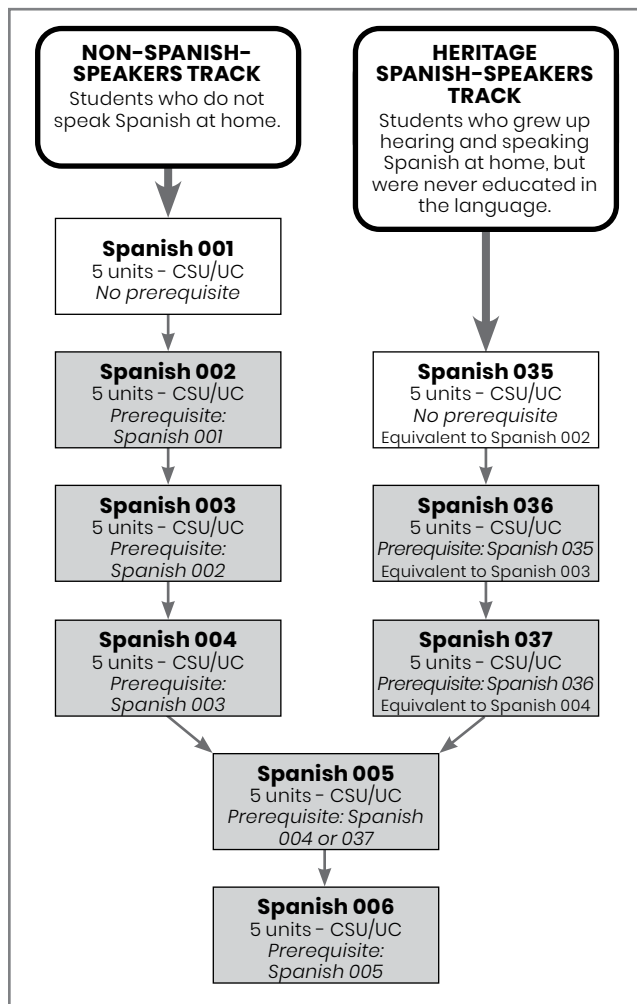 NON-SPANISH-
SPEAKERS TRACK
Students who do not
speak Spanish at home.
HERITAGE
SPANISH-SPEAKERS
TRACK
Students who grew up
hearing and speaking
Spanish at home, but
were never educated in
the language.
Spanish 001
5 units - CSU/UC
No prerequisite
Spanish 002
5 units - CSU/UC
Prerequisite:
Spanish 001
Spanish 035
5 units - CSU/UC
No prerequisite
Equivalent to Spanish 002
Spanish 003
5 units - CSU/UC
Prerequisite:
Spanish 002
Spanish 036
5 units - CSU/UC
Prerequisite: Spanish 035
Equivalent to Spanish 003
Spanish 004
5 units - CSU/UC
Prerequisite:
Spanish 003
Spanish 037
5 units - CSU/UC
Prerequisite: Spanish 036
Equivalent to Spanish 004
Spanish 005
5 units - CSU/UC
Prerequisite: Spanish
004 or 037
Spanish 006
5 units - CSU/UC
Prerequisite:
Spanish 005